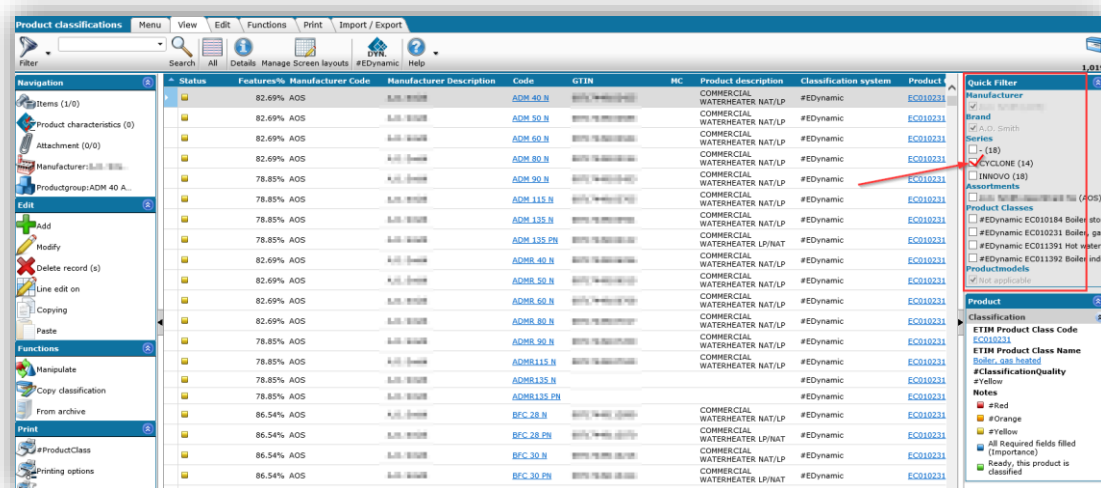 Product classifications Menu View Edit Functions Print Import / Export
Filter Search All Details Manage Screen layouts #EDynamic Help
DYN.
1,019
Navigation
Items (1/0)
Product characteristics (0)
Attachment (0/0)
Manufacturer:
Productgroup:ADM 40 A...
Edit
Add
Modify
Delete record (s)
Line edit on
Copying
Paste
Functions
Manipulate
Copy classification
From archive
Print
#ProductClass
Printing options
Status Features% Manufacturer Code Manufacturer Description Code GTIN MC Product description Classification system Product
82.69% AOS ADM 40 N COMMERCIAL WATERHEATER NAT/LP #EDynamic EC010231
82.69% AOS ADM 50 N COMMERCIAL WATERHEATER NAT/LP #EDynamic EC010231
82.69% AOS ADM 60 N COMMERCIAL WATERHEATER NAT/LP #EDynamic EC010231
82.69% AOS ADM 80 N COMMERCIAL WATERHEATER NAT/LP #EDynamic EC010231
78.85% AOS ADM 90 N COMMERCIAL WATERHEATER NAT/LP #EDynamic EC010231
78.85% AOS ADM 115 N COMMERCIAL WATERHEATER NAT/LP #EDynamic EC010231
78.85% AOS ADM 135 N COMMERCIAL WATERHEATER NAT/LP #EDynamic EC010231
78.85% AOS ADM 135 PN COMMERCIAL WATERHEATER LP/NAT #EDynamic EC010231
82.69% AOS ADMR 40 N COMMERCIAL WATERHEATER NAT/LP #EDynamic EC010231
82.69% AOS ADMR 50 N COMMERCIAL WATERHEATER NAT/LP #EDynamic EC010231
82.69% AOS ADMR 60 N COMMERCIAL WATERHEATER NAT/LP #EDynamic EC010231
82.69% AOS ADMR 80 N COMMERCIAL WATERHEATER NAT/LP #EDynamic EC010231
78.85% AOS ADMR 90 N COMMERCIAL WATERHEATER NAT/LP #EDynamic EC010231
78.85% AOS ADMR115 N COMMERCIAL WATERHEATER NAT/LP #EDynamic EC010231
78.85% AOS ADMR135 N #EDynamic EC010231
78.85% AOS ADMR135 PN #EDynamic EC010231
86.54% AOS BFC 28 N COMMERCIAL WATERHEATER NAT/LP #EDynamic EC010231
86.54% AOS BFC 28 PN COMMERCIAL WATERHEATER LP/NAT #EDynamic EC010231
86.54% AOS BFC 30 N COMMERCIAL WATERHEATER NAT/LP #EDynamic EC010231
86.54% AOS BFC 30 PN COMMERCIAL WATERHEATER LP/NAT #EDynamic EC010231
Quick Filter
Manufacturer
Brand
A.O. Smith
Series
- (18)
CYCLONE (14)
INNOVO (18)
Assortments
(AOS)
Product Classes
#EDynamic EC010184 Boiler sto
#EDynamic EC010231 Boiler, ga
#EDynamic EC011391 Hot water
#EDynamic EC011392 Boiler ind
Productmodels
Not applicable
Product
Classification
ETIM Product Class Code
EC010231
ETIM Product Class Name
Boiler, gas heated
#ClassificationQuality
#Yellow
Notes
#Red
#Orange
#Yellow
All Required fields filled
(Importance)
Ready, this product is
classified